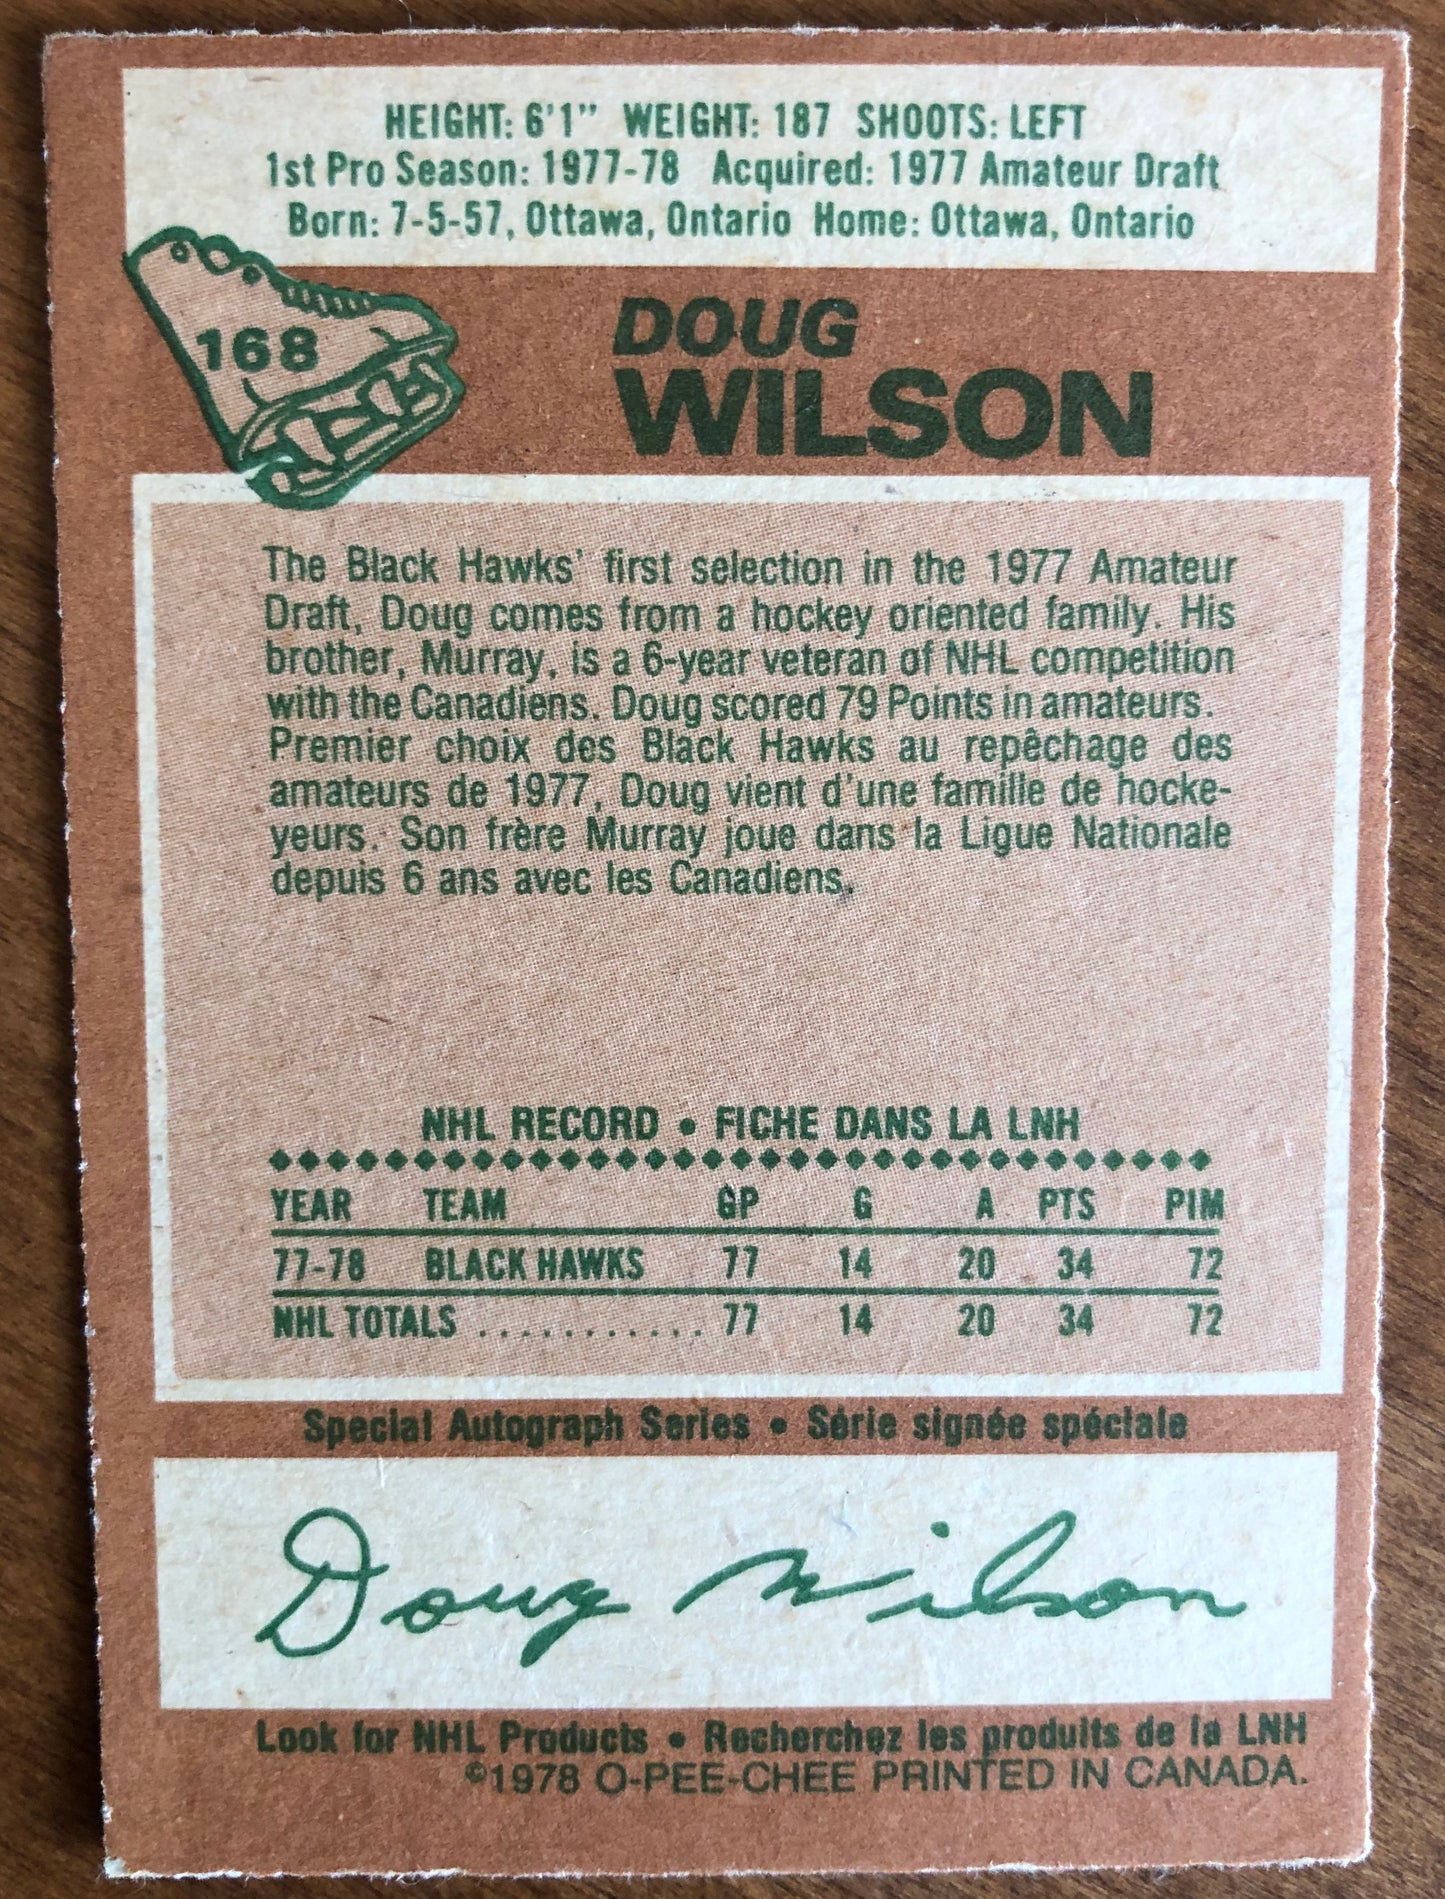 HEIGHT: 6'1" WEIGHT: 187 SHOOTS: LEFT
1st Pro Season: 1977-78 Acquired: 1977 Amateur Draft
Born: 7-5-57, Ottawa, Ontario Home: Ottawa, Ontario
168
DOUG
WILSON
The Black Hawks' first selection in the 1977 Amateur
Draft, Doug comes from a hockey oriented family. His
brother, Murray, is a 6-year veteran of NHL competition
with the Canadiens. Doug scored 79 Points in amateurs.
Premier choix des Black Hawks au repêchage des
amateurs de 1977, Doug vient d'une famille de hocke-
yeurs. Son frère Murray joue dans la Ligue Nationale
depuis 6 ans avec les Canadiens.
NHL RECORD • FICHE DANS LA LNH
YEAR TEAM GP G A PTS PIM
77-78 BLACK HAWKS 77 14 20 34 72
NHL TOTALS ............ 77 14 20 34 72
Special Autograph Series • Série signée spéciale
Doug Wilson
Look for NHL Products • Recherchez les produits de la LNH
©1978 O-PEE-CHEE PRINTED IN CANADA.